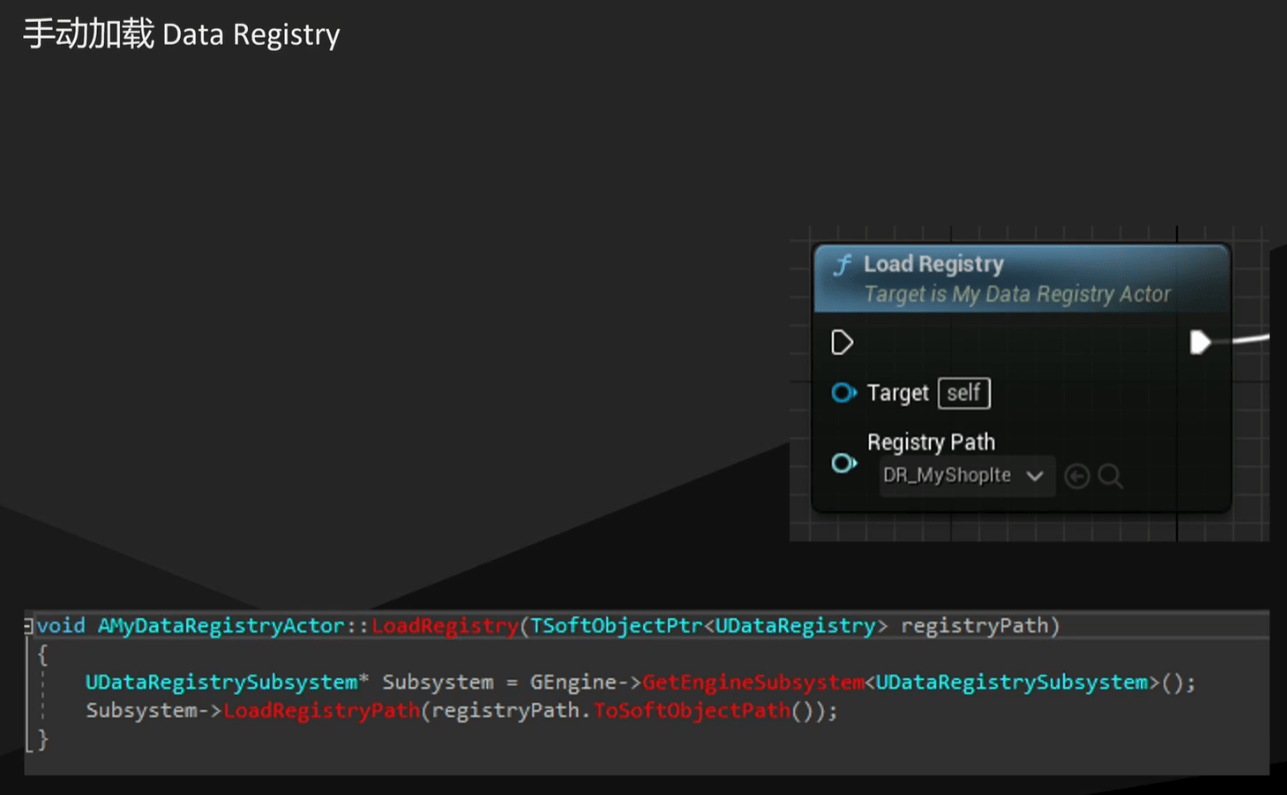 手动加载 Data Registry
Load Registry
Target is My Data Registry Actor
Target self
Registry Path
DR_MyShopIte
void AMyDataRegistryActor::LoadRegistry(TSoftObjectPtr<UDataRegistry> registryPath)
{
UDataRegistrySubsystem* Subsystem = GEngine->GetEngineSubsystem<UDataRegistrySubsystem>();
Subsystem->LoadRegistryPath(registryPath.ToSoftObjectPath());
}